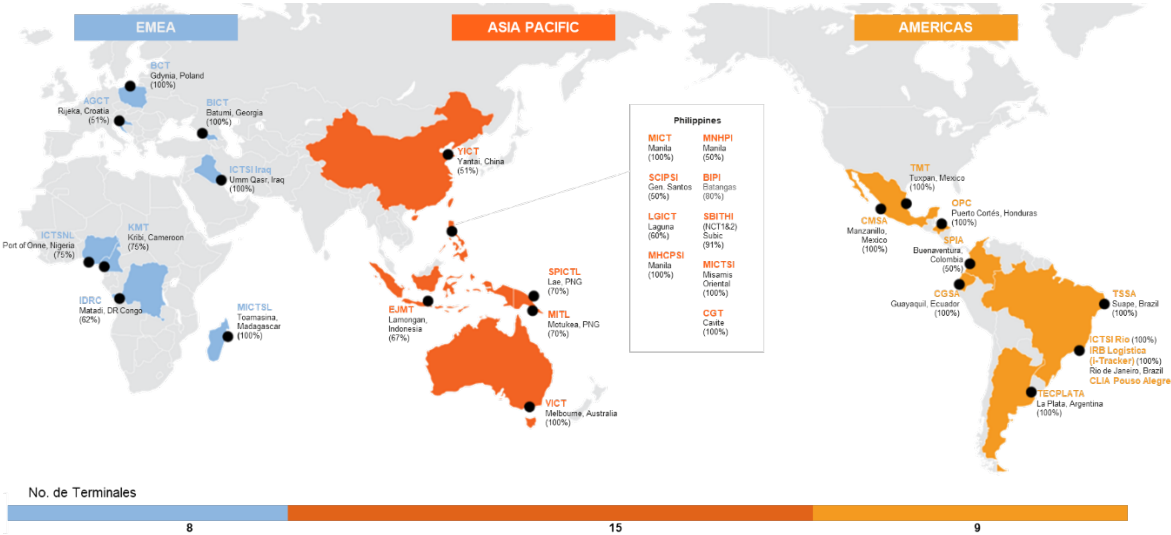 EMEA
ASIA PACIFIC
AMERICAS
BCT
Gdynia, Poland
(100%)
AGCT
Rijeka, Croatia
(51%)
BICT
Batumi, Georgia
(100%)
ICTSI Iraq
Umm Qasr, Iraq
(100%)
ICTSNL
Port of Onne, Nigeria
(75%)
KMT
Kribi, Cameroon
(75%)
IDRC
Matadi, DR Congo
(62%)
MICTSL
Toamasina,
Madagascar
(100%)
YICT
Yantai, China
(51%)
EJMT
Lamongan,
Indonesia
(67%)
SPICTL
Lae, PNG
(70%)
MITL
Motukea, PNG
(70%)
VICT
Melbourne, Australia
(100%)
Philippines
MICT
Manila
(100%)
MNHPI
Manila
(50%)
SCIPSI
Gen. Santos
(50%)
BIPI
Batangas
(80%)
LGICT
Laguna
(60%)
SBITHI
(NCT1&2)
Subic
(91%)
MHCPSI
Manila
(100%)
MICTSI
Misamis
Oriental
(100%)
CGT
Cavite
(100%)
TMT
Tuxpan, Mexico
(100%)
CMSA
Manzanillo,
Mexico
(100%)
OPC
Puerto Cortés, Honduras
(100%)
SPIA
Buenaventura,
Colombia
(50%)
CGSA
Guayaquil, Ecuador
(100%)
TSSA
Suape, Brazil
(100%)
ICTSI Rio (100%)
IRB Logistica
(i-Tracker) (100%)
Rio de Janeiro, Brazil
CLIA Pouso Alegre
TECPLATA
La Plata, Argentina
(100%)
No. de Terminales
8
15
9